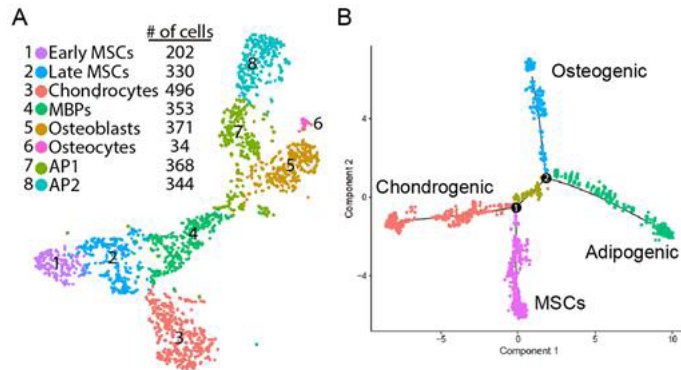 A
# of cells
1 Early MSCs 202
2 Late MSCs 330
3 Chondrocytes 496
4 MBPs 353
5 Osteoblasts 371
6 Osteocytes 34
7 AP1 368
8 AP2 344
8
7
6
5
4
1
2
3
B
Osteogenic
4
Component 2
0
-4
2
1
Chondrogenic
Adipogenic
MSCs
-5
0
5
10
Component 1